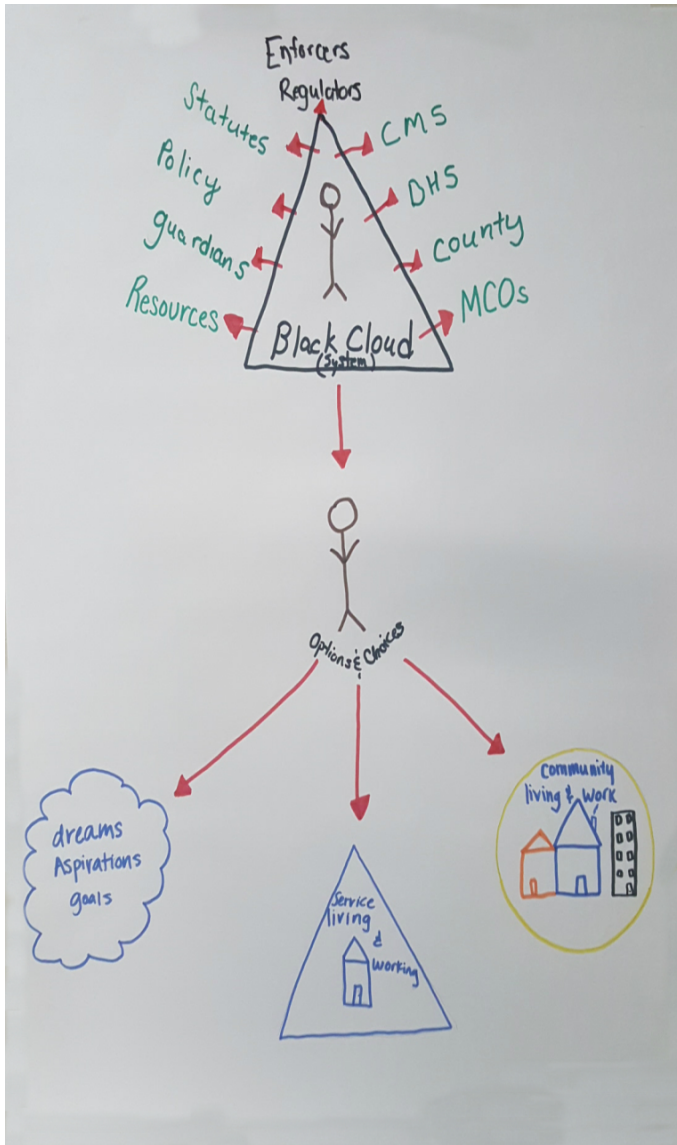 Enforcers
Regulators
Statutes
Policy
guardians
Resources
CMS
DHS
County
MCOs
Black Cloud
(System)
Options & Choices
dreams
Aspirations
goals
Service
living
&
working
Community
living & work